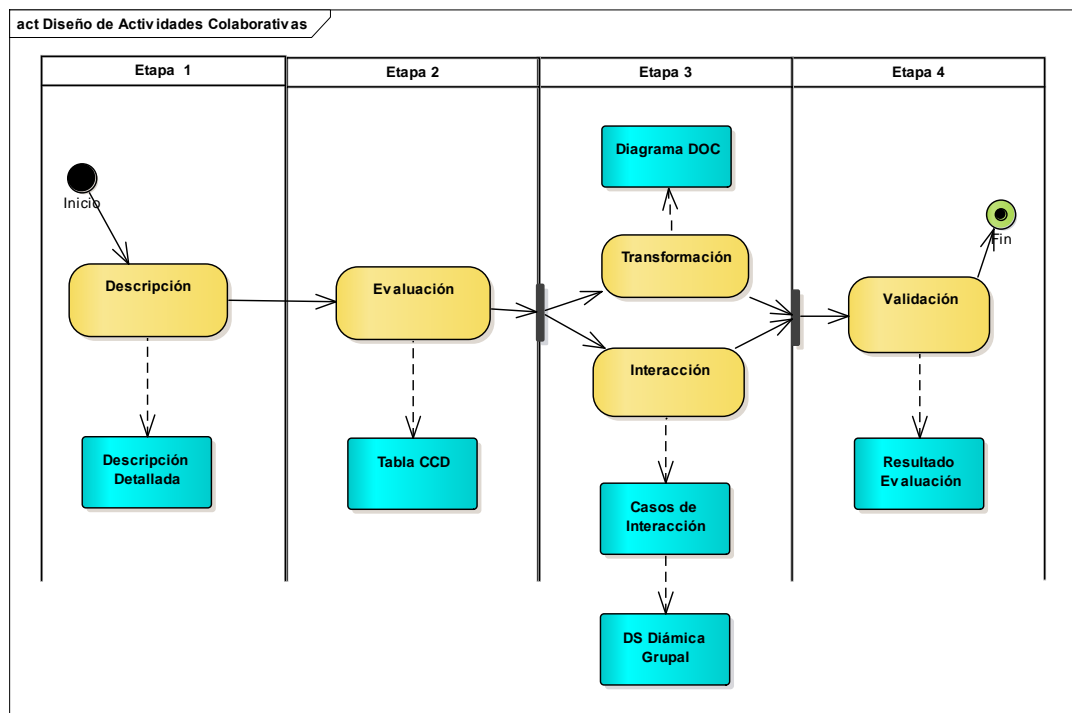 act Diseño de Actividades Colaborativas
Etapa 1
Etapa 2
Etapa 3
Etapa 4
Inicio
Descripción
Descripción
Detallada
Evaluación
Tabla CCD
Diagrama DOC
Transformación
Interacción
Casos de
Interacción
DS Diámica
Grupal
Fin
Validación
Resultado
Evaluación